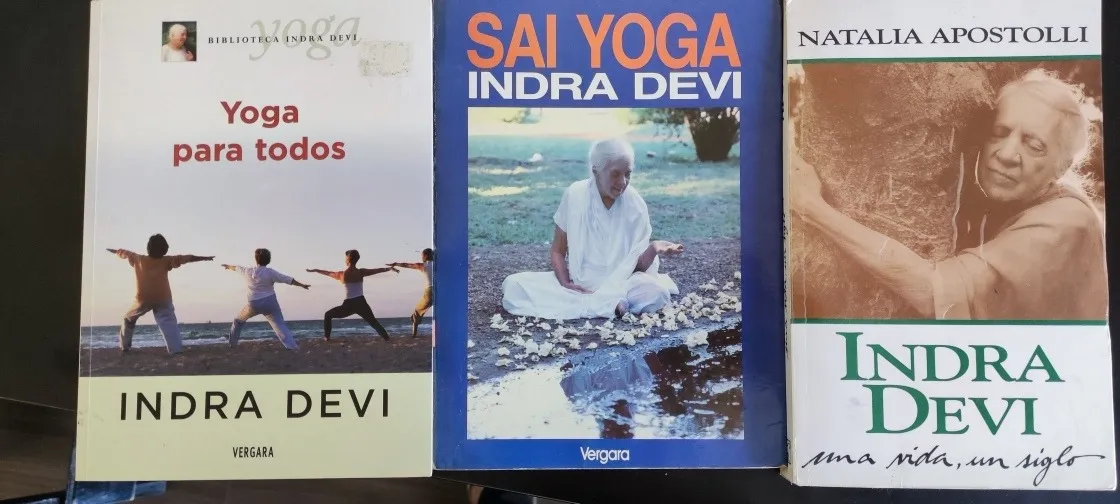 yoga
BIBLIOTECA INDRA DEVI
Yoga
para todos
INDRA DEVI
VERGARA
SAI YOGA
INDRA DEVI
Vergara
NATALIA APOSTOLLI
INDRA
DEVI
una vida, un siglo